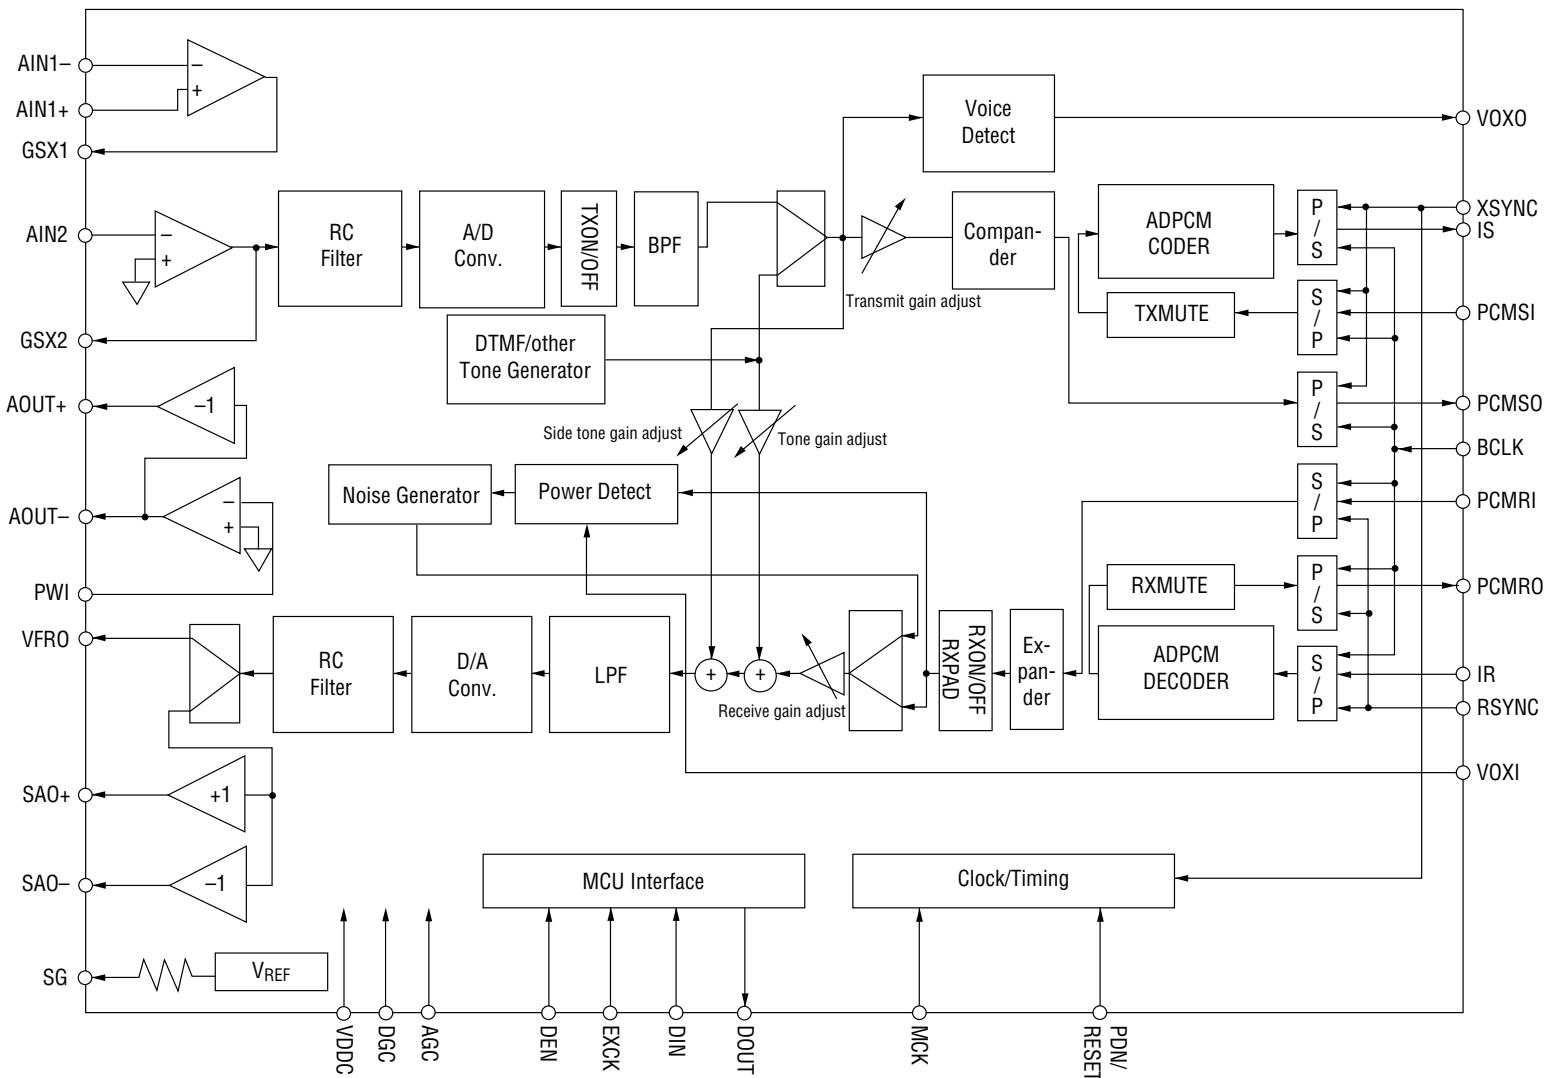 AIN1–
AIN1+
GSX1
AIN2
GSX2
AOUT+
AOUT–
PWI
VFRO
SAO+
SAO–
SG
–
+
–
+
–1
–
+
+1
–1
VREF
RC
Filter
A/D
Conv.
TXON/OFF
BPF
Voice
Detect
Transmit gain adjust
Compan-
der
ADPCM
CODER
TXMUTE
P
/
S
S
/
P
P
/
S
DTMF/other
Tone Generator
Side tone gain adjust
Tone gain adjust
Noise Generator
Power Detect
S
/
P
RXMUTE
P
/
S
RC
Filter
D/A
Conv.
LPF
+
+
Receive gain adjust
RXON/OFF
RXPAD
Ex-
pan-
der
ADPCM
DECODER
S
/
P
MCU Interface
Clock/Timing
VOXO
XSYNC
IS
PCMSI
PCMSO
BCLK
PCMRI
PCMRO
IR
RSYNC
VOXI
VDDC
DGC
AGC
DEN
EXCK
DIN
DOUT
MCK
PDN/
RESET